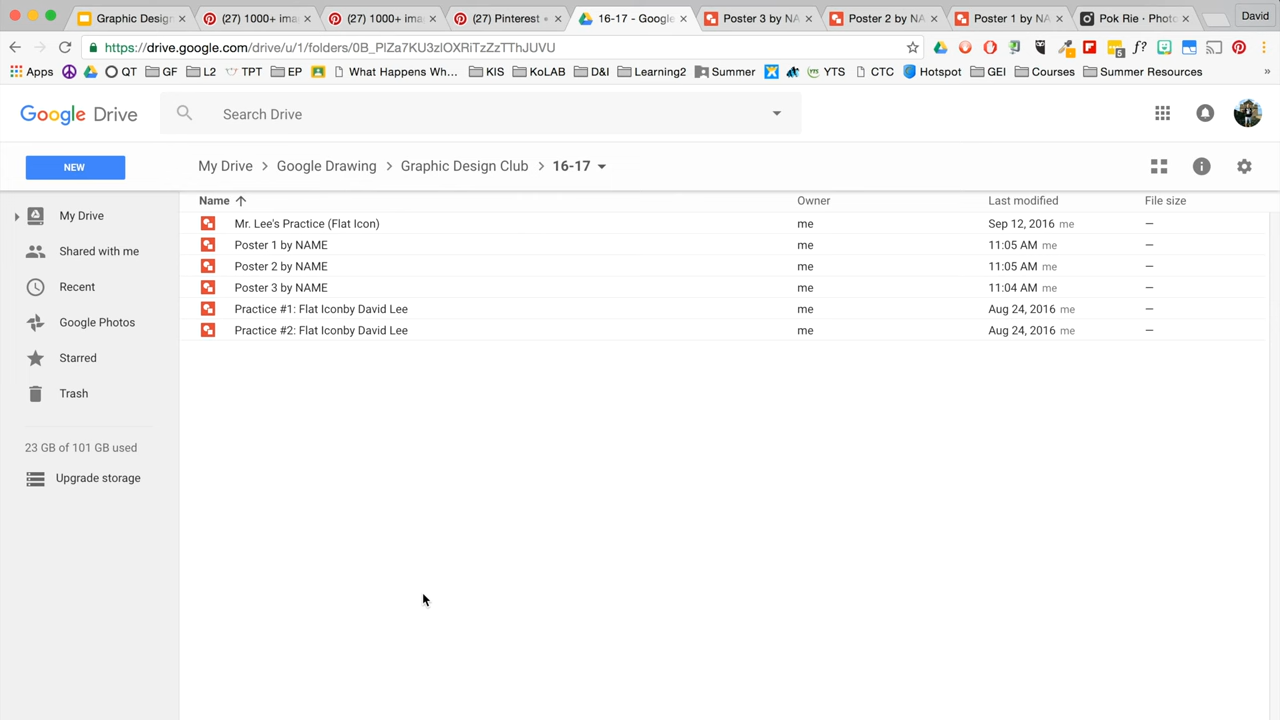 Graphic Design
(27) 1000+ ima
(27) 1000+ ima
(27) Pinterest
16-17 - Google
Poster 3 by NA
Poster 2 by NA
Poster 1 by NA
Pok Rie · Photo
David
https://drive.google.com/drive/u/1/folders/0B_PlZa7KU3zlOXRiTzZzTThJUVU
5
Apps
QT
GF
L2
TPT
EP
What Happens Wh...
KIS
KoLAB
D&I
Learning2
Summer
YTS
CTC
Hotspot
GEI
Courses
Summer Resources
»
Google Drive
Search Drive
NEW
My Drive > Google Drawing > Graphic Design Club > 16-17
My Drive
Shared with me
Recent
Google Photos
Starred
Trash
23 GB of 101 GB used
Upgrade storage
Name Owner Last modified File size
Mr. Lee's Practice (Flat Icon) me Sep 12, 2016 me —
Poster 1 by NAME me 11:05 AM me —
Poster 2 by NAME me 11:05 AM me —
Poster 3 by NAME me 11:04 AM me —
Practice #1: Flat Iconby David Lee me Aug 24, 2016 me —
Practice #2: Flat Iconby David Lee me Aug 24, 2016 me —